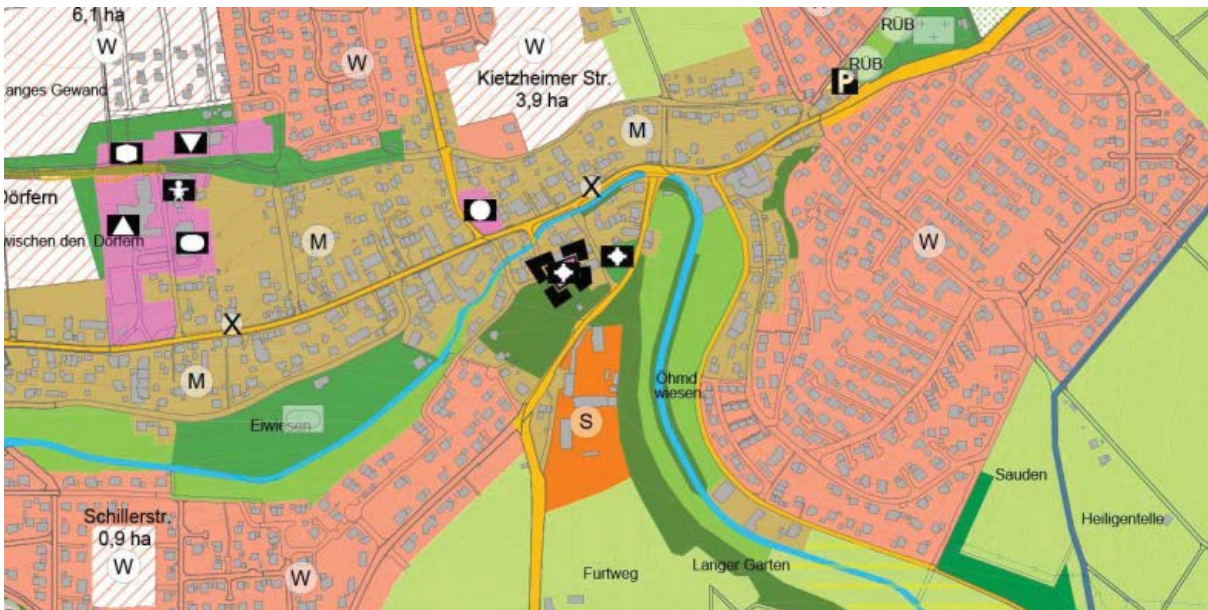 6,1 ha
W
W
W
Kietzheimer Str.
3,9 ha
RÜB
RÜB
P
anges Gewand
M
Dörfern
wischen den Dörfern
M
X
W
X
M
Öhmd
wiesen
S
Eiwiesen
Sauden
Schillerstr.
0,9 ha
W
W
Heiligentelle
Furtweg
Langer Garten